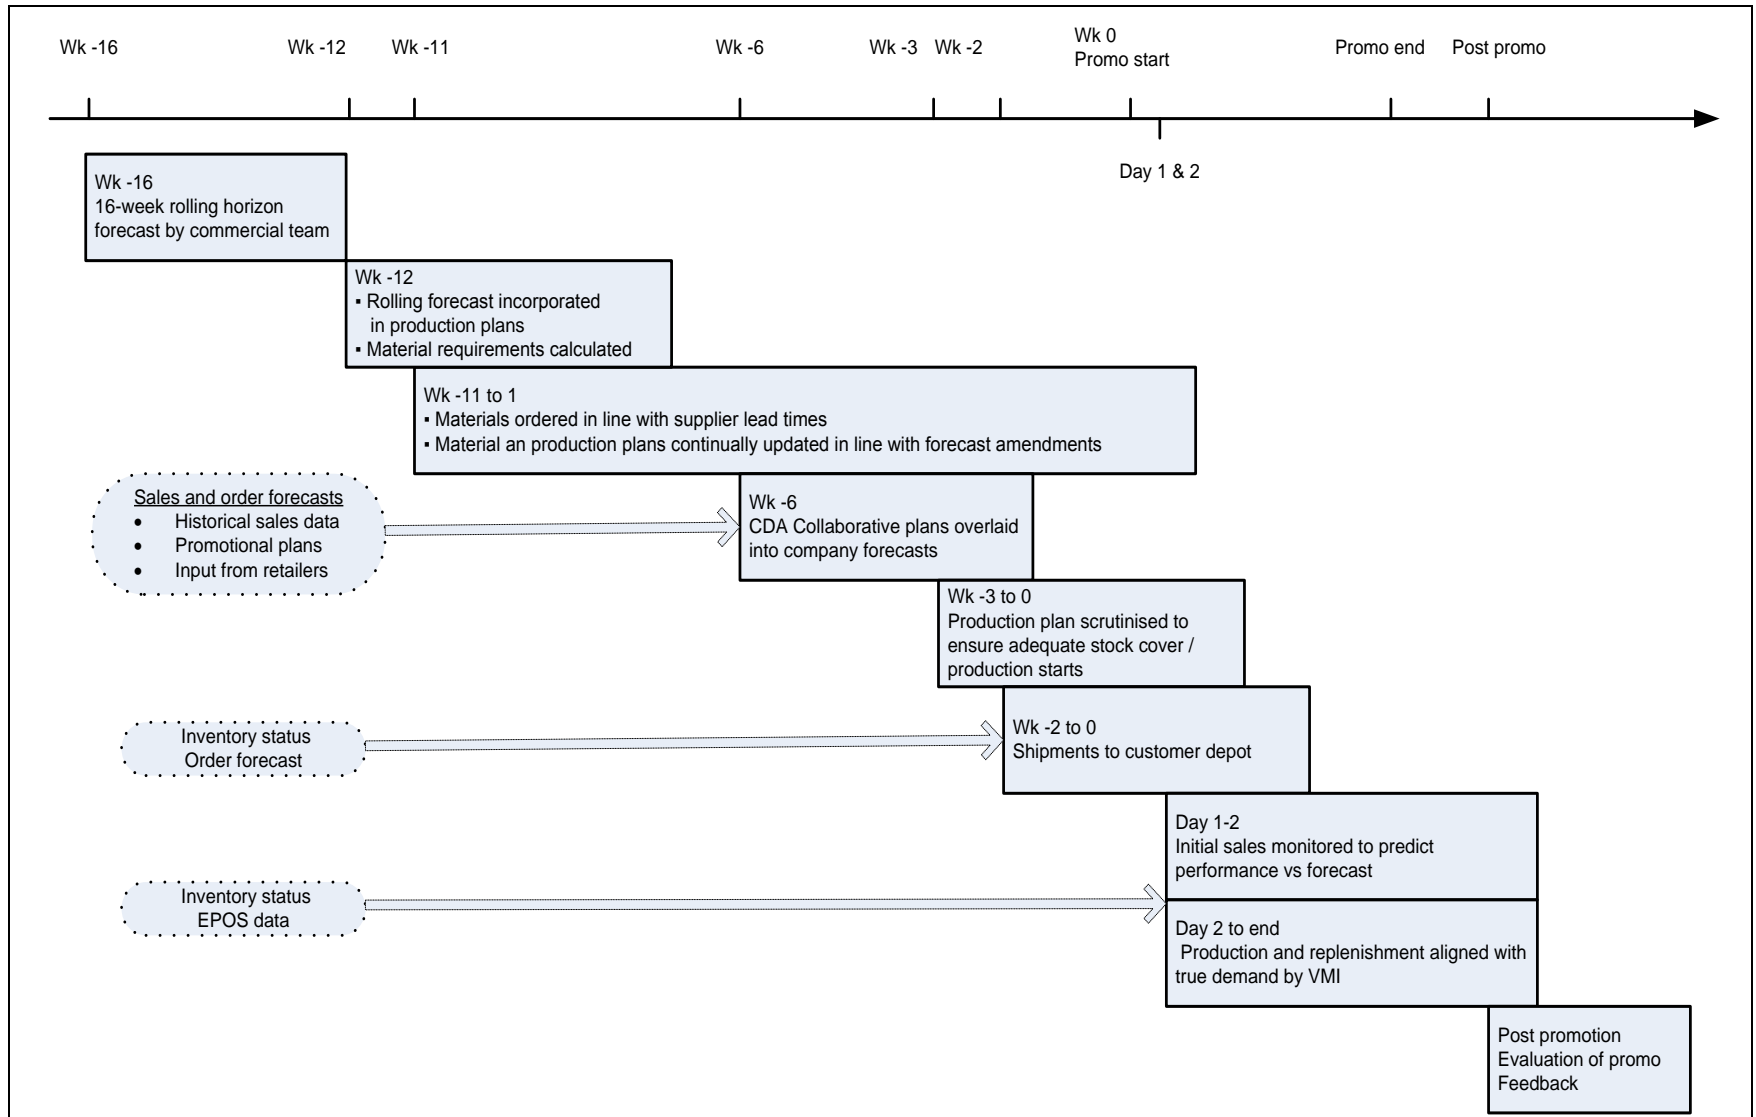 Wk -16
Wk -12
Wk -11
Wk -6
Wk -3
Wk -2
Wk 0
Promo start
Promo end
Post promo
Day 1 & 2
Wk -16
16-week rolling horizon
forecast by commercial team
Wk -12
▪ Rolling forecast incorporated
in production plans
▪ Material requirements calculated
Wk -11 to 1
▪ Materials ordered in line with supplier lead times
▪ Material an production plans continually updated in line with forecast amendments
Sales and order forecasts
• Historical sales data
• Promotional plans
• Input from retailers
Wk -6
CDA Collaborative plans overlaid
into company forecasts
Wk -3 to 0
Production plan scrutinised to
ensure adequate stock cover /
production starts
Inventory status
Order forecast
Wk -2 to 0
Shipments to customer depot
Day 1-2
Initial sales monitored to predict
performance vs forecast
Inventory status
EPOS data
Day 2 to end
Production and replenishment aligned with
true demand by VMI
Post promotion
Evaluation of promo
Feedback